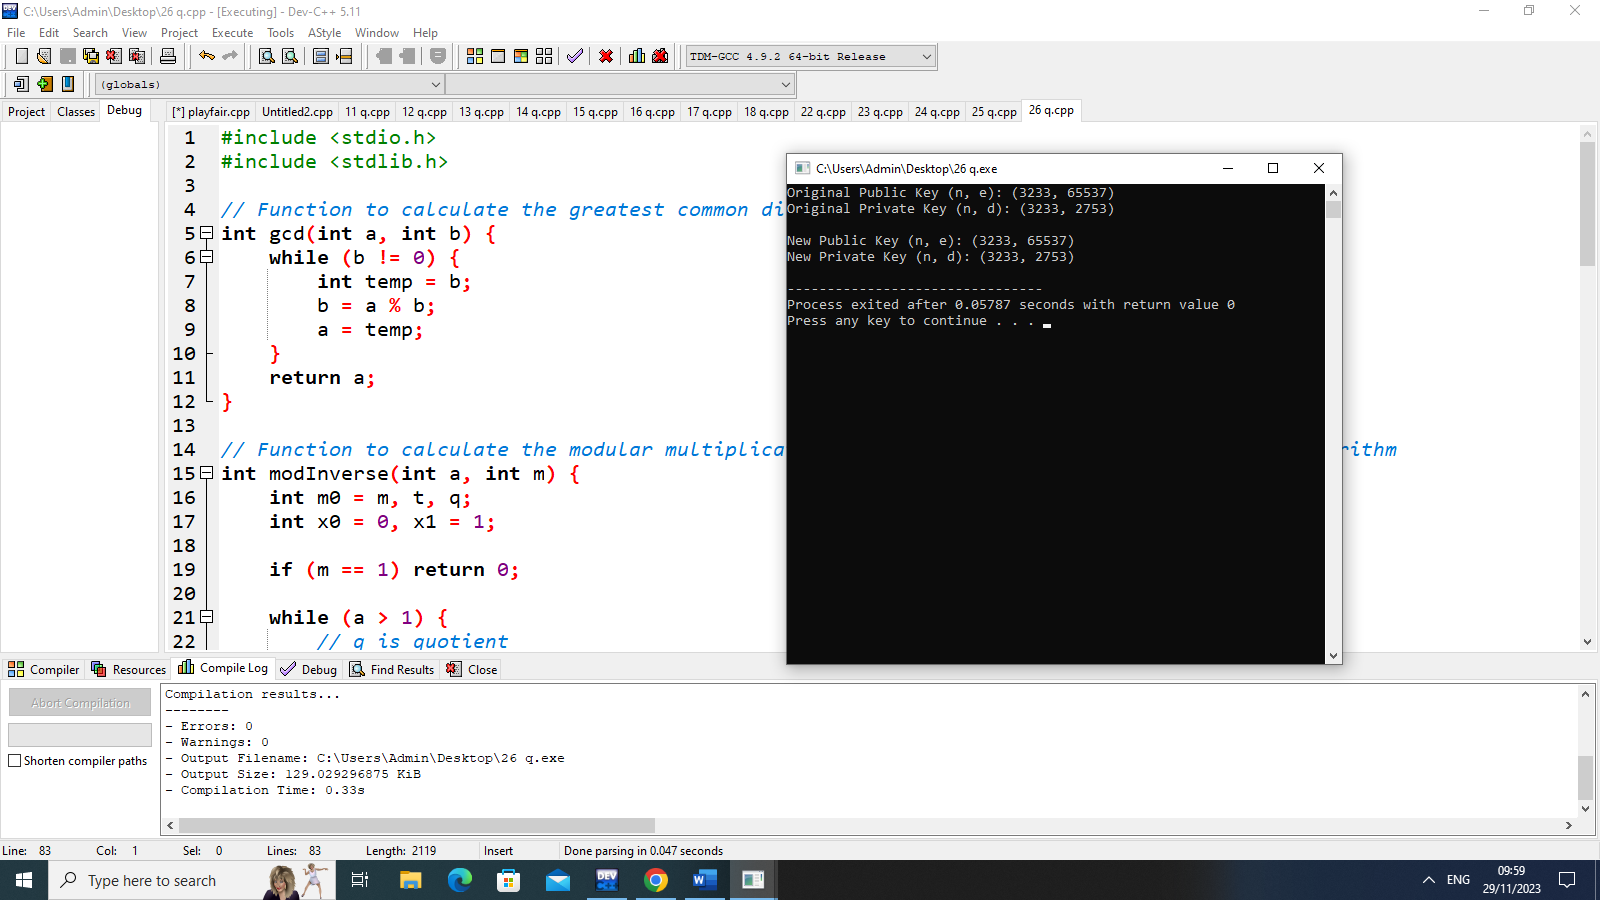 C:\Users\Admin\Desktop\26 q.cpp - [Executing] - Dev-C++ 5.11
File Edit Search View Project Execute Tools AStyle Window Help
TDM-GCC 4.9.2 64-bit Release
(globals)
Project Classes Debug
[*] playfair.cpp Untitled2.cpp 11 q.cpp 12 q.cpp 13 q.cpp 14 q.cpp 15 q.cpp 16 q.cpp 17 q.cpp 18 q.cpp 22 q.cpp 23 q.cpp 24 q.cpp 25 q.cpp 26 q.cpp
1 #include <stdio.h>
2 #include <stdlib.h>
3
4 // Function to calculate the greatest common di
5 int gcd(int a, int b) {
6 while (b != 0) {
7 int temp = b;
8 b = a % b;
9 a = temp;
10 }
11 return a;
12 }
13
14 // Function to calculate the modular multiplica rithm
15 int modInverse(int a, int m) {
16 int m0 = m, t, q;
17 int x0 = 0, x1 = 1;
18
19 if (m == 1) return 0;
20
21 while (a > 1) {
22 // q is quotient
C:\Users\Admin\Desktop\26 q.exe
Original Public Key (n, e): (3233, 65537)
Original Private Key (n, d): (3233, 2753)
New Public Key (n, e): (3233, 65537)
New Private Key (n, d): (3233, 2753)
--------------------------------
Process exited after 0.05787 seconds with return value 0
Press any key to continue . . .
Compiler Resources Compile Log Debug Find Results Close
Abort Compilation
Shorten compiler paths
Compilation results...
--------
- Errors: 0
- Warnings: 0
- Output Filename: C:\Users\Admin\Desktop\26 q.exe
- Output Size: 129.029296875 KiB
- Compilation Time: 0.33s
Line: 83 Col: 1 Sel: 0 Lines: 83 Length: 2119 Insert Done parsing in 0.047 seconds
Type here to search
DEV
W
ENG
09:59
29/11/2023